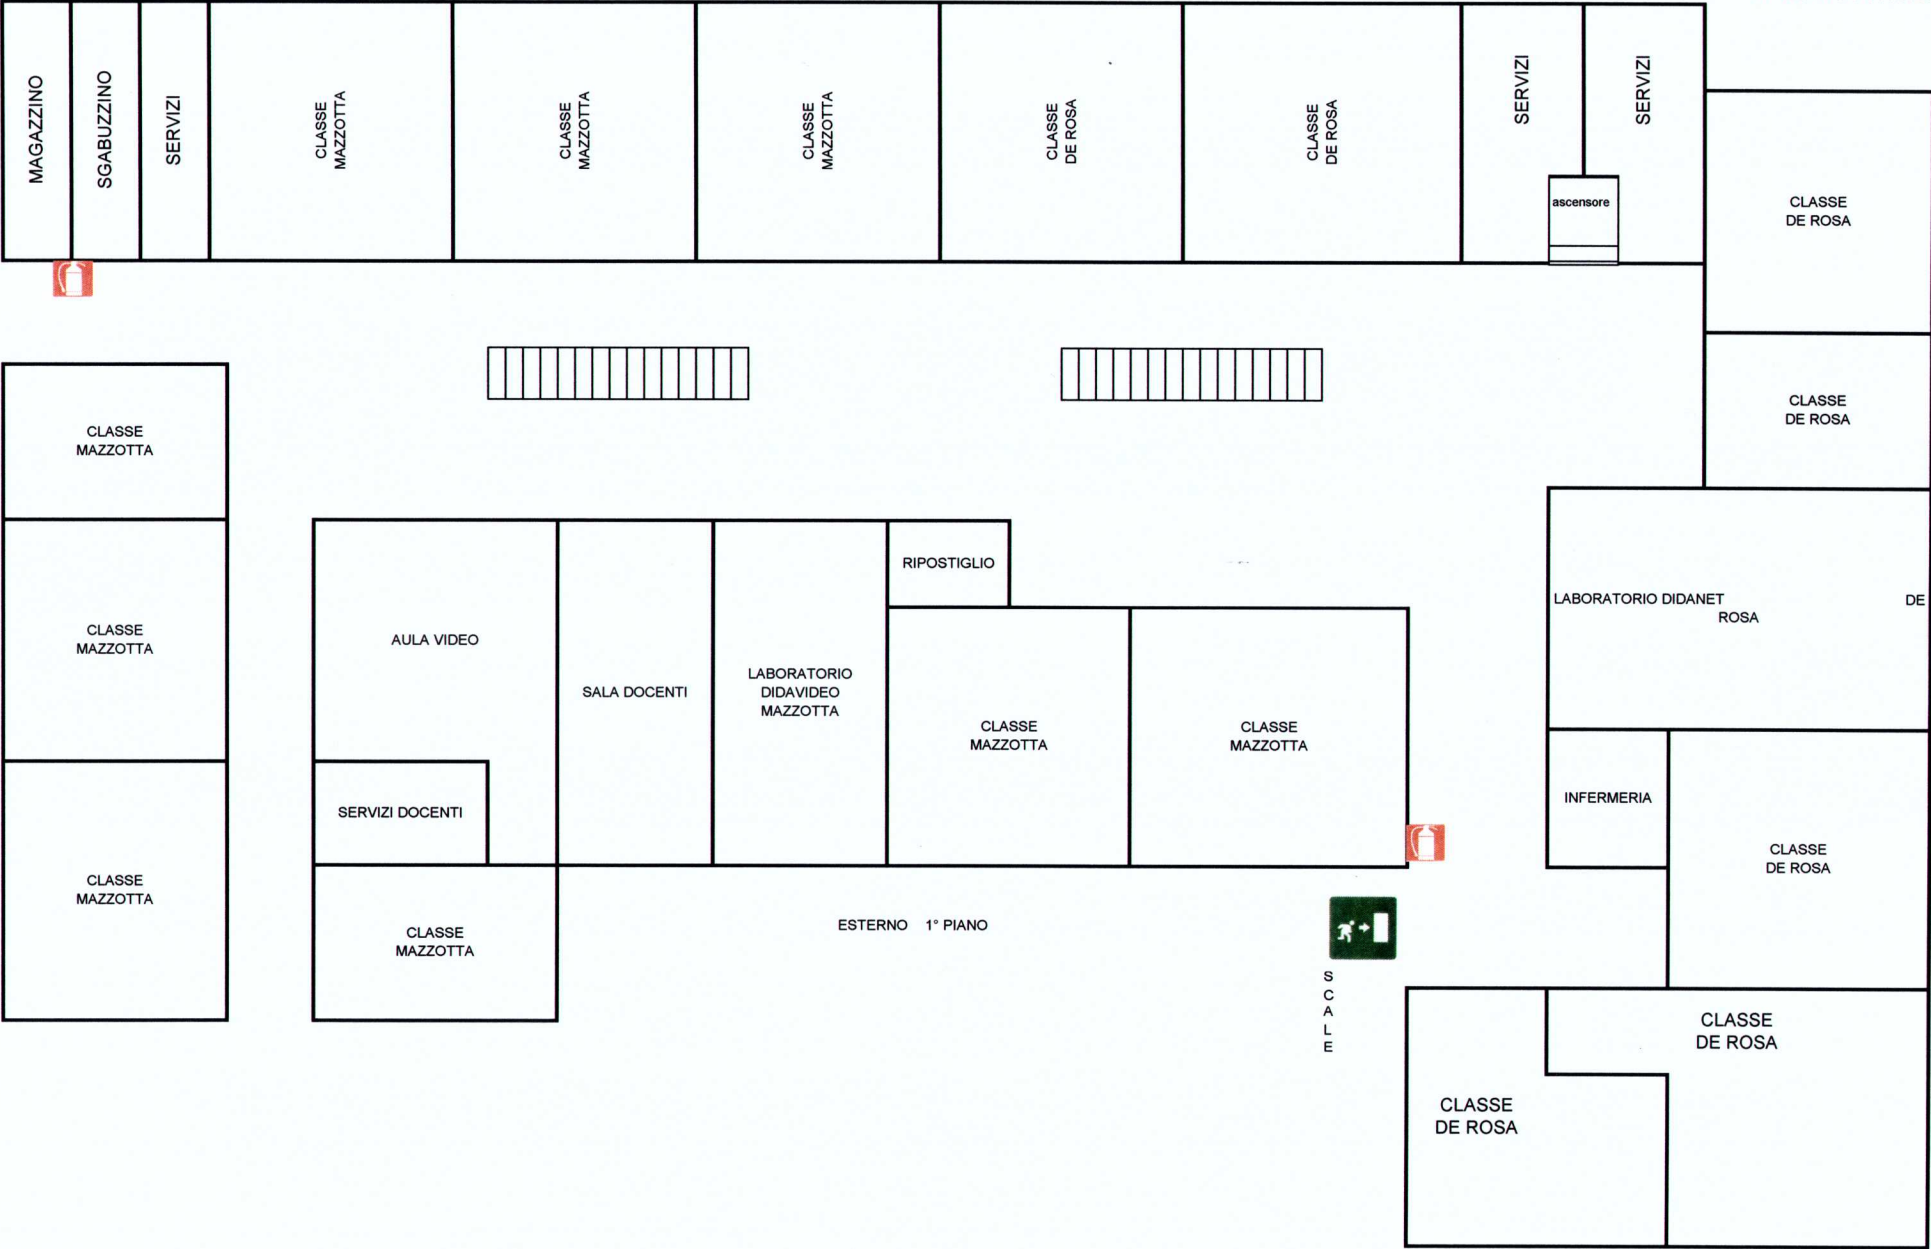 MAGAZZINO
SGABUZZINO
SERVIZI
CLASSE
MAZZOTTA
CLASSE
MAZZOTTA
CLASSE
MAZZOTTA
CLASSE
DE ROSA
CLASSE
DE ROSA
SERVIZI
SERVIZI
ascensore
CLASSE
DE ROSA
CLASSE
DE ROSA
CLASSE
MAZZOTTA
CLASSE
MAZZOTTA
CLASSE
MAZZOTTA
AULA VIDEO
SERVIZI DOCENTI
CLASSE
MAZZOTTA
SALA DOCENTI
LABORATORIO
DIDAVIDEO
MAZZOTTA
RIPOSTIGLIO
CLASSE
MAZZOTTA
CLASSE
MAZZOTTA
LABORATORIO DIDANET DE
ROSA
INFERMERIA
CLASSE
DE ROSA
ESTERNO 1° PIANO
SCALE
CLASSE
DE ROSA
CLASSE
DE ROSA